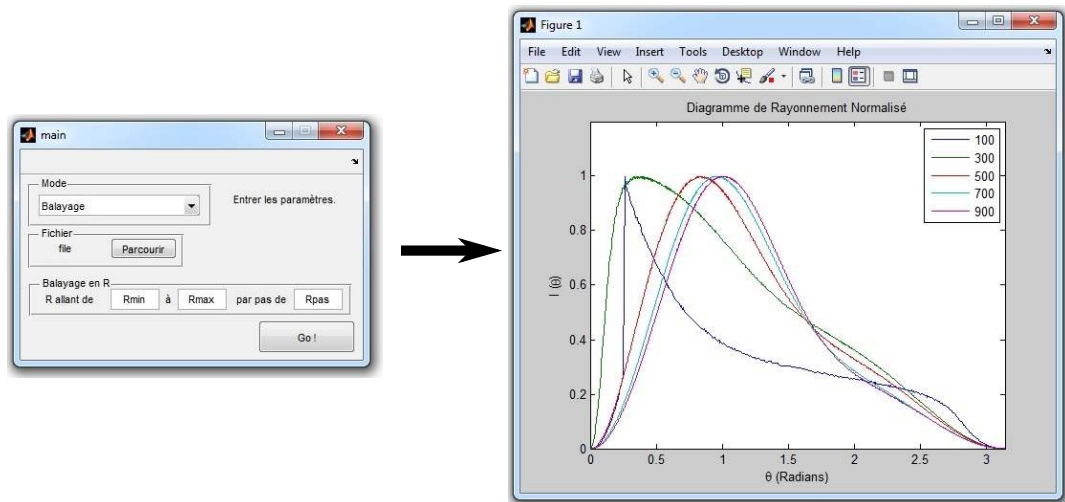 main
Mode
Balayage
Entrer les paramètres.
Fichier
file
Parcourir
Balayage en R
R allant de Rmin à Rmax par pas de Rpas
Go !
Figure 1
File Edit View Insert Tools Desktop Window Help
Diagramme de Rayonnement Normalisé
100
300
500
700
900
1
0.8
0.6
0.4
0.2
0
I (θ)
0 0.5 1 1.5 2 2.5 3
θ (Radians)